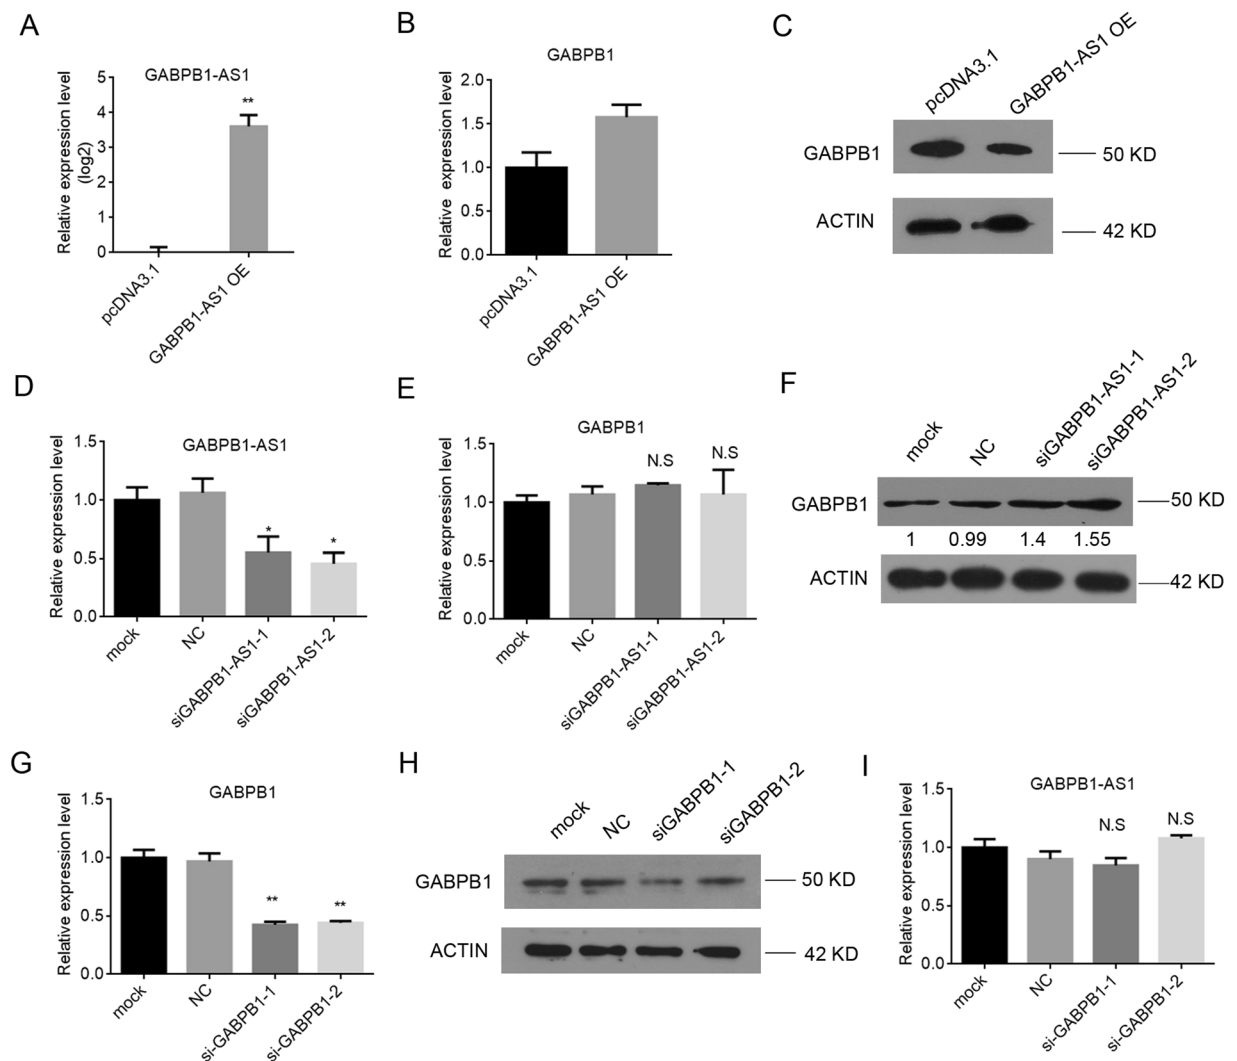 A
GABPB1-AS1
Relative expression level
(log2)
5
4
3
2
1
0
**
pcDNA3.1
GABPB1-AS1 OE
B
GABPB1
Relative expression level
2.0
1.5
1.0
0.5
0.0
pcDNA3.1
GABPB1-AS1 OE
C
pcDNA3.1
GABPB1-AS1 OE
GABPB1
50 KD
ACTIN
42 KD
D
GABPB1-AS1
Relative expression level
1.5
1.0
0.5
0.0
*
*
mock
NC
siGABPB1-AS1-1
siGABPB1-AS1-2
E
GABPB1
Relative expression level
1.5
1.0
0.5
0.0
N.S
N.S
mock
NC
siGABPB1-AS1-1
siGABPB1-AS1-2
F
mock
NC
siGABPB1-AS1-1
siGABPB1-AS1-2
GABPB1
50 KD
1 0.99 1.4 1.55
ACTIN
42 KD
G
GABPB1
Relative expression level
1.5
1.0
0.5
0.0
**
**
mock
NC
si-GABPB1-1
si-GABPB1-2
H
mock
NC
siGABPB1-1
siGABPB1-2
GABPB1
50 KD
ACTIN
42 KD
I
GABPB1-AS1
Relative expression level
1.5
1.0
0.5
0.0
N.S
N.S
mock
NC
si-GABPB1-1
si-GABPB1-2